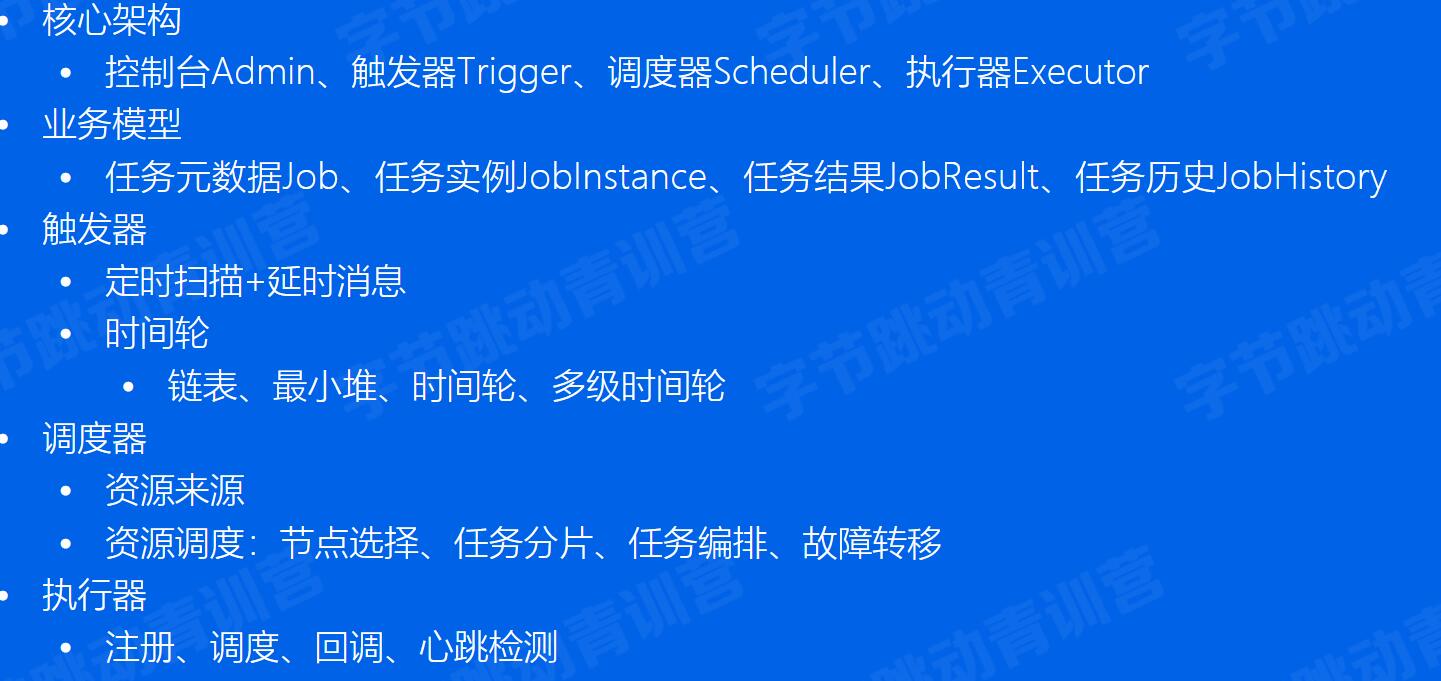 核心架构
控制台Admin、触发器Trigger、调度器Scheduler、执行器Executor
业务模型
任务元数据Job、任务实例JobInstance、任务结果JobResult、任务历史JobHistory
触发器
定时扫描+延时消息
时间轮
链表、最小堆、时间轮、多级时间轮
调度器
资源来源
资源调度：节点选择、任务分片、任务编排、故障转移
执行器
注册、调度、回调、心跳检测
字节跳动青训营